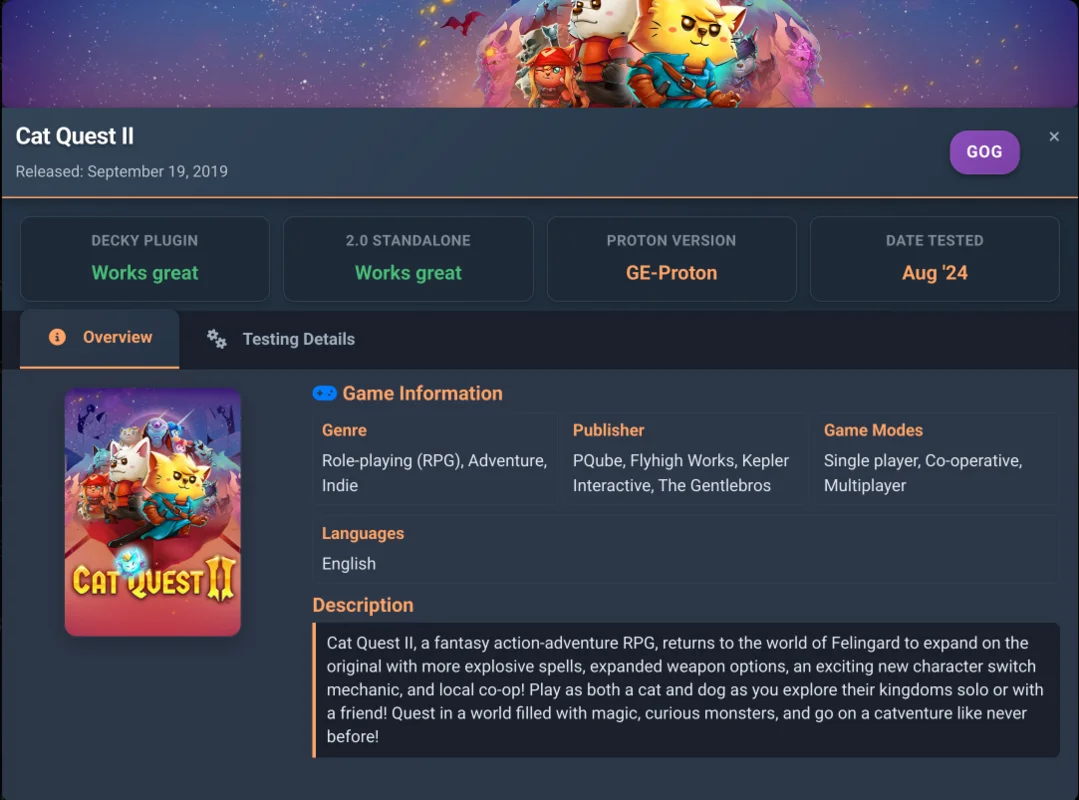 Cat Quest II
Released: September 19, 2019
GOG
×
DECKY PLUGIN
Works great
2.0 STANDALONE
Works great
PROTON VERSION
GE-Proton
DATE TESTED
Aug '24
Overview
Testing Details
CAT QUEST II
Game Information
Genre
Role-playing (RPG), Adventure,
Indie
Publisher
PQube, Flyhigh Works, Kepler
Interactive, The Gentlebros
Game Modes
Single player, Co-operative,
Multiplayer
Languages
English
Description
Cat Quest II, a fantasy action-adventure RPG, returns to the world of Felingard to expand on the
original with more explosive spells, expanded weapon options, an exciting new character switch
mechanic, and local co-op! Play as both a cat and dog as you explore their kingdoms solo or with
a friend! Quest in a world filled with magic, curious monsters, and go on a catventure like never
before!